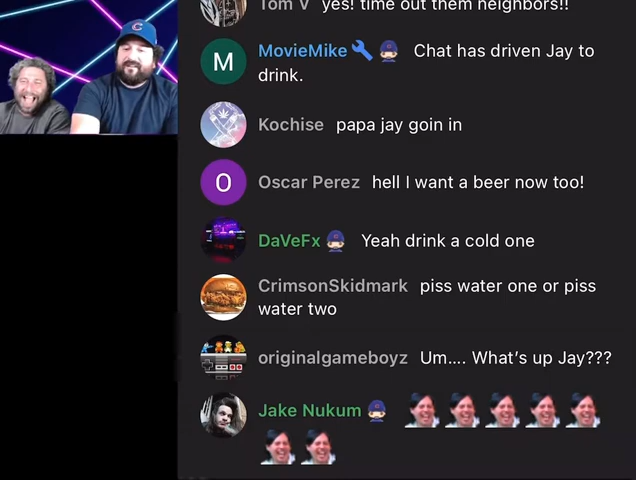 Tom V yes! time out them neighbors!!
MovieMike Chat has driven Jay to
drink.
M
Kochise papa jay goin in
O
Oscar Perez hell I want a beer now too!
DaVeFx Yeah drink a cold one
CrimsonSkidmark piss water one or piss
water two
originalgameboyz Um.... What's up Jay???
Jake Nukum